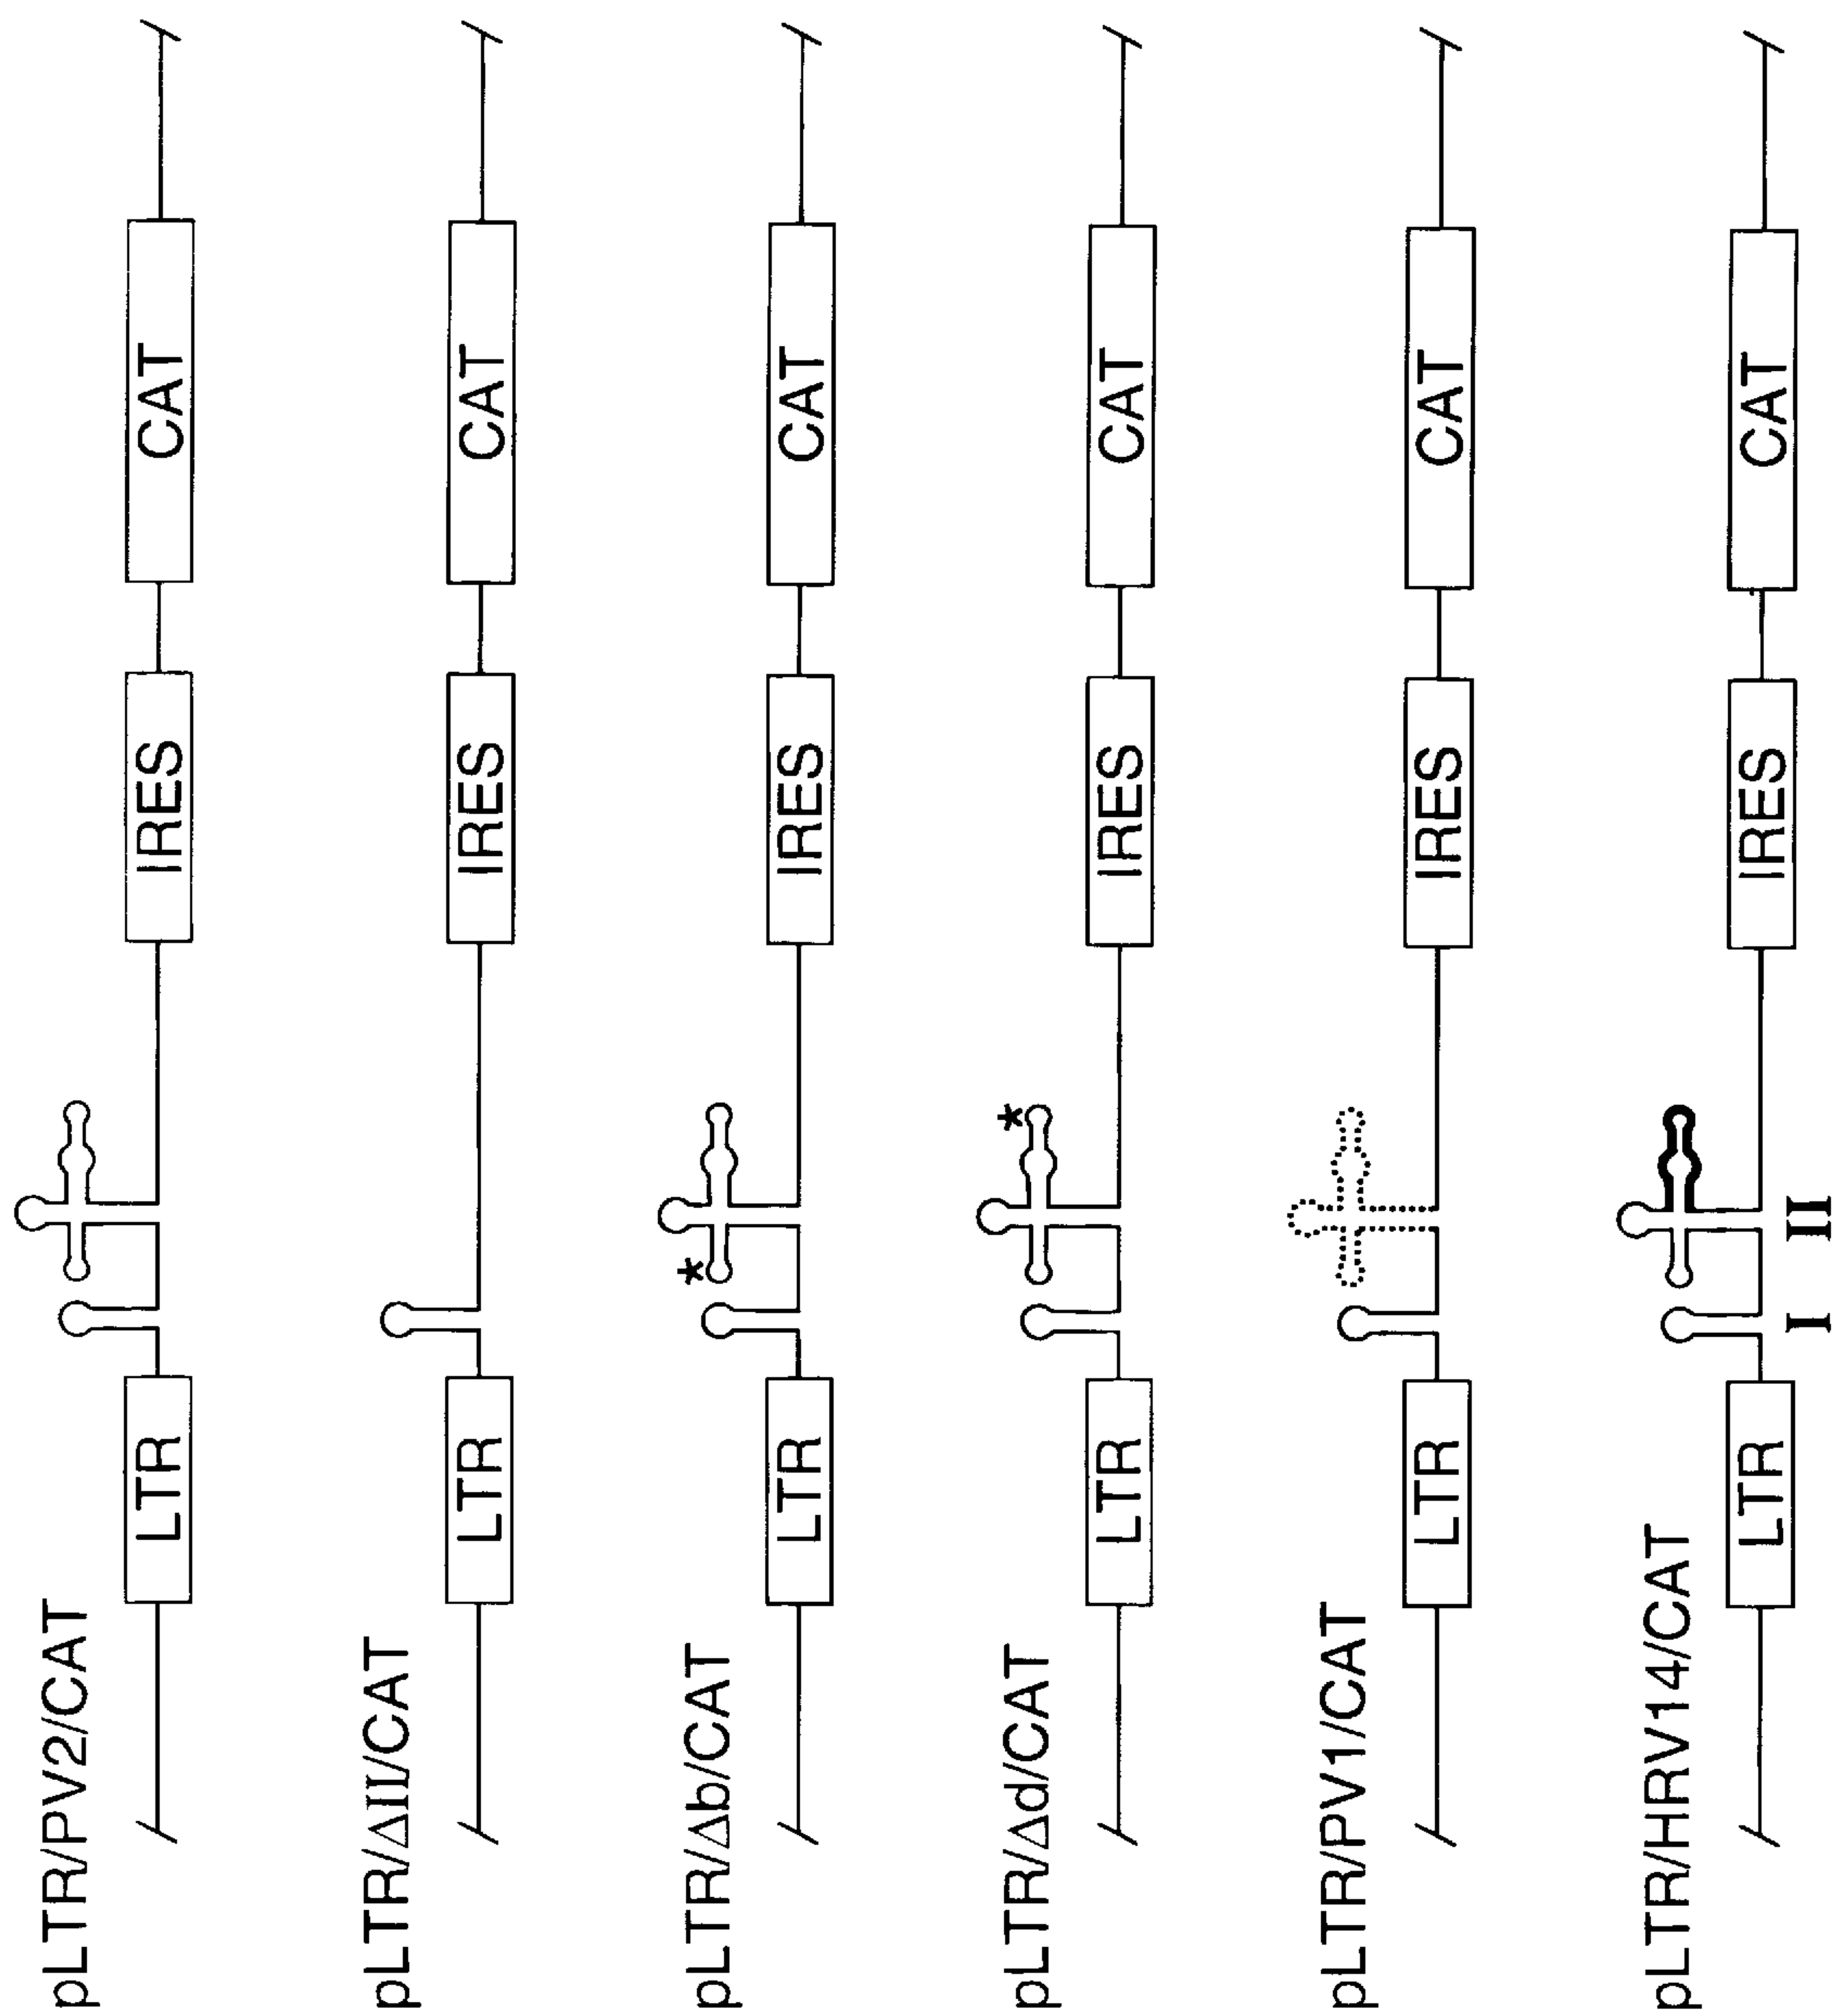 pLTR/PV2/CAT
LTR IRES CAT
pLTR/ΔII/CAT
LTR IRES CAT
pLTR/Δb/CAT
*
LTR IRES CAT
pLTR/Δd/CAT
*
LTR IRES CAT
pLTR/PV1/CAT
LTR IRES CAT
pLTR/HRV14/CAT
LTR IRES CAT
I II